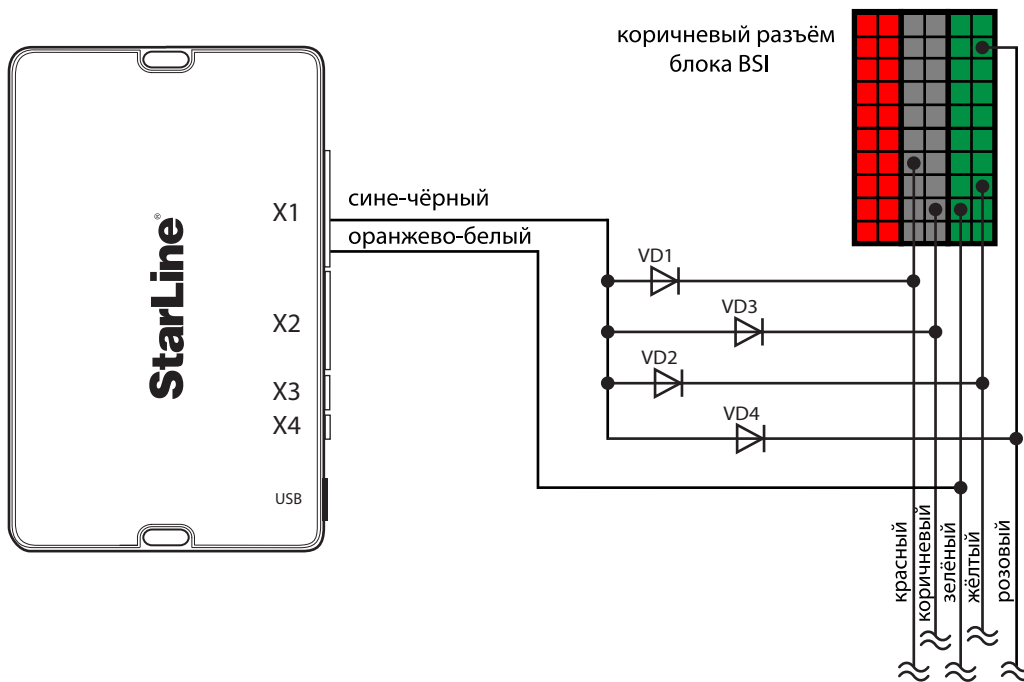 коричневый разъём
блока BSI
StarLine®
X1
X2
X3
X4
USB
сине-чёрный
оранжево-белый
VD1
VD3
VD2
VD4
красный
коричневый
зелёный
жёлтый
розовый